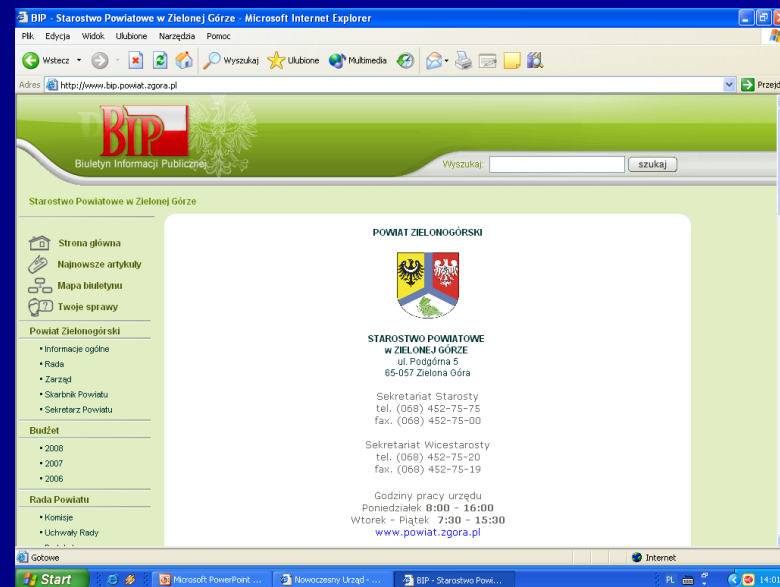 BIP - Starostwo Powiatowe w Zielonej Górze - Microsoft Internet Explorer
Plik Edycja Widok Ulubione Narzędzia Pomoc
Wstecz Wyszukaj Ulubione Multimedia
Adres http://www.bip.powiat.zgora.pl Przejd
BIP
Biuletyn Informacji Publicznej
Wyszukaj: szukaj
Starostwo Powiatowe w Zielonej Górze
Strona główna
Najnowsze artykuły
Mapa biuletynu
Twoje sprawy
Powiat Zielonogórski
• Informacje ogólne
• Rada
• Zarząd
• Skarbnik Powiatu
• Sekretarz Powiatu
Budżet
• 2008
• 2007
• 2006
Rada Powiatu
• Komisje
• Uchwały Rady
POWIAT ZIELONOGÓRSKI
STAROSTWO POWIATOWE
w ZIELONEJ GÓRZE
ul. Podgórna 5
65-057 Zielona Góra
Sekretariat Starosty
tel. (068) 452-75-75
fax. (068) 452-75-00
Sekretariat Wicestarosty
tel. (068) 452-75-20
fax. (068) 452-75-19
Godziny pracy urzędu
Poniedziałek 8:00 - 16:00
Wtorek - Piątek 7:30 - 15:30
www.powiat.zgora.pl
Gotowe Internet
Start Microsoft PowerPoint ... Nowoczesny Urząd - ... BIP - Starostwo Powi... PL 14:01